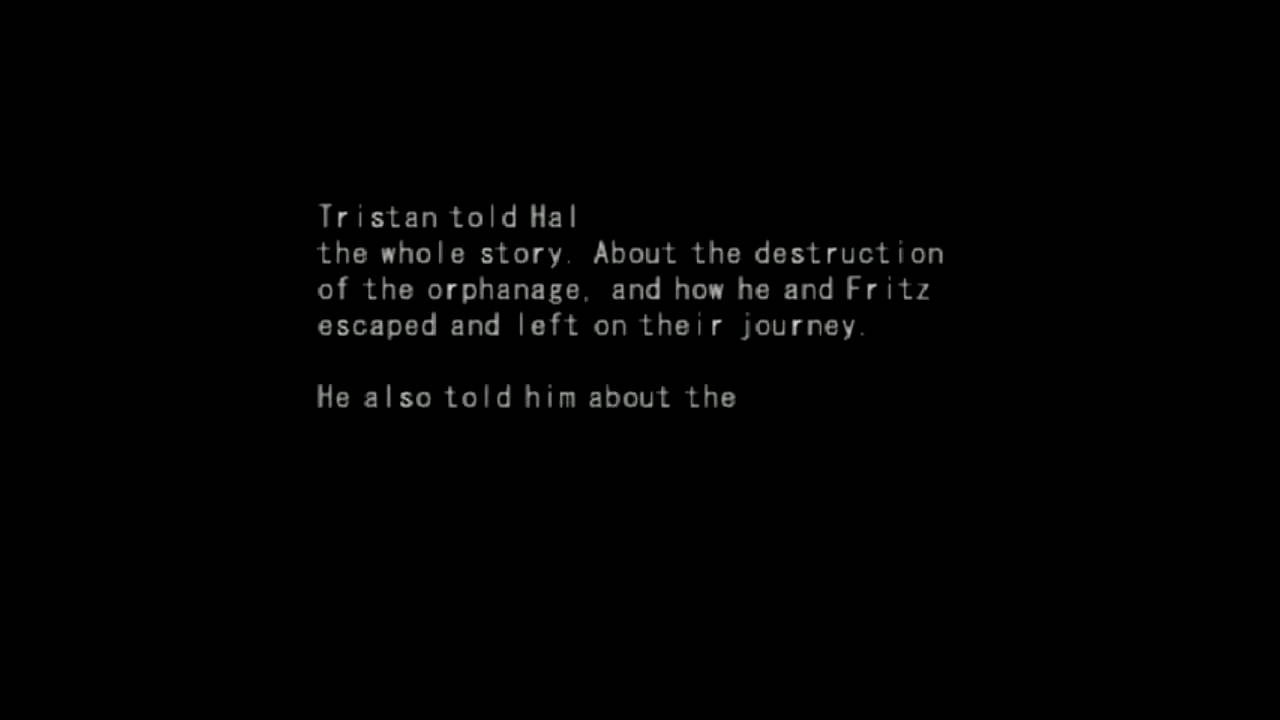 Tristan told Hal
the whole story. About the destruction
of the orphanage, and how he and Fritz
escaped and left on their journey.
He also told him about the